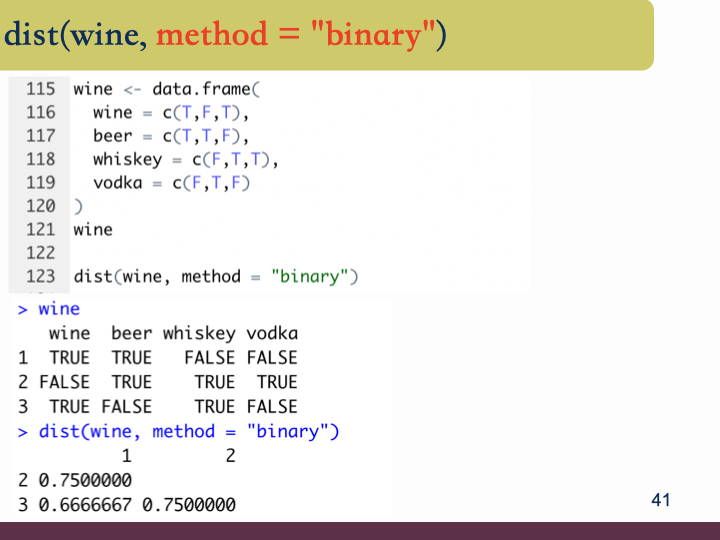 dist(wine, method = "binary")
115 wine <- data.frame(
116   wine = c(T,F,T),
117   beer = c(T,T,F),
118   whiskey = c(F,T,T),
119   vodka = c(F,T,F)
120 )
121 wine
122
123 dist(wine, method = "binary")
> wine
   wine  beer whiskey vodka
1  TRUE  TRUE   FALSE FALSE
2 FALSE  TRUE    TRUE  TRUE
3  TRUE FALSE    TRUE FALSE
> dist(wine, method = "binary")
          1         2
2 0.7500000
3 0.6666667 0.7500000
41